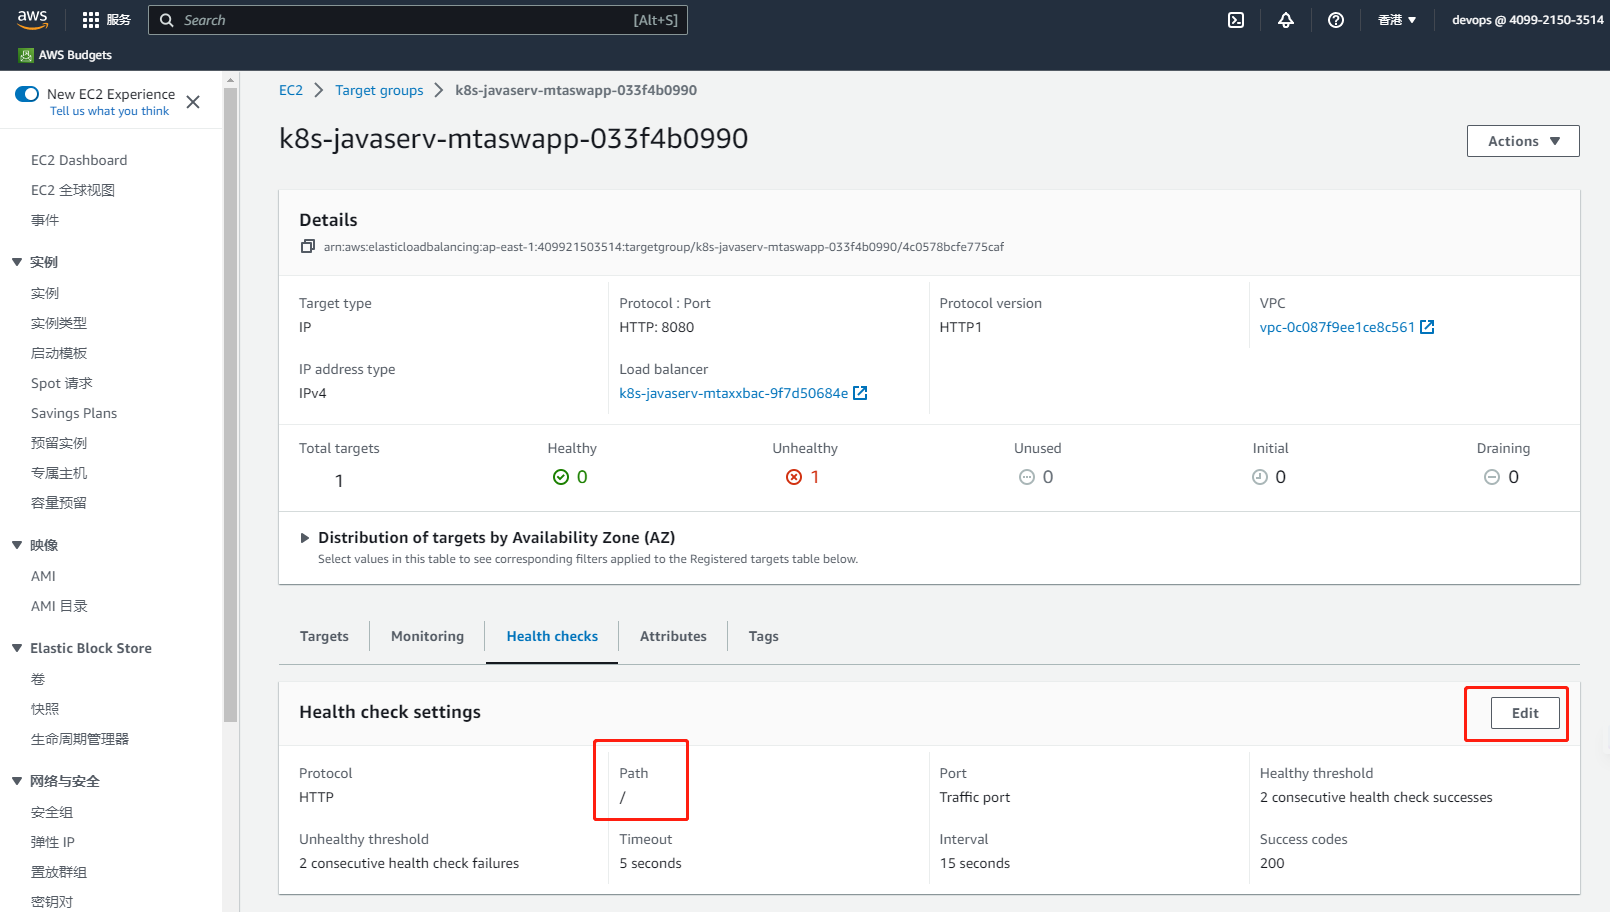 aws
服务
Search
[Alt+S]
香港
devops @ 4099-2150-3514
AWS Budgets
New EC2 Experience
Tell us what you think
EC2 Dashboard
EC2 全球视图
事件
实例
实例
实例类型
启动模板
Spot 请求
Savings Plans
预留实例
专属主机
容量预留
映像
AMI
AMI 目录
Elastic Block Store
卷
快照
生命周期管理器
网络与安全
安全组
弹性 IP
置放群组
密钥对
EC2 > Target groups > k8s-javaserv-mtaswapp-033f4b0990
k8s-javaserv-mtaswapp-033f4b0990
Actions
Details
arn:aws:elasticloadbalancing:ap-east-1:409921503514:targetgroup/k8s-javaserv-mtaswapp-033f4b0990/4c0578bcfe775caf
Target type
IP
Protocol : Port
HTTP: 8080
Protocol version
HTTP1
VPC
vpc-0c087f9ee1ce8c561
IP address type
IPv4
Load balancer
k8s-javaserv-mtaxxbac-9f7d50684e
Total targets
1
Healthy
0
Unhealthy
1
Unused
0
Initial
0
Draining
0
Distribution of targets by Availability Zone (AZ)
Select values in this table to see corresponding filters applied to the Registered targets table below.
Targets
Monitoring
Health checks
Attributes
Tags
Health check settings
Edit
Protocol
HTTP
Path
/
Port
Traffic port
Healthy threshold
2 consecutive health check successes
Unhealthy threshold
2 consecutive health check failures
Timeout
5 seconds
Interval
15 seconds
Success codes
200